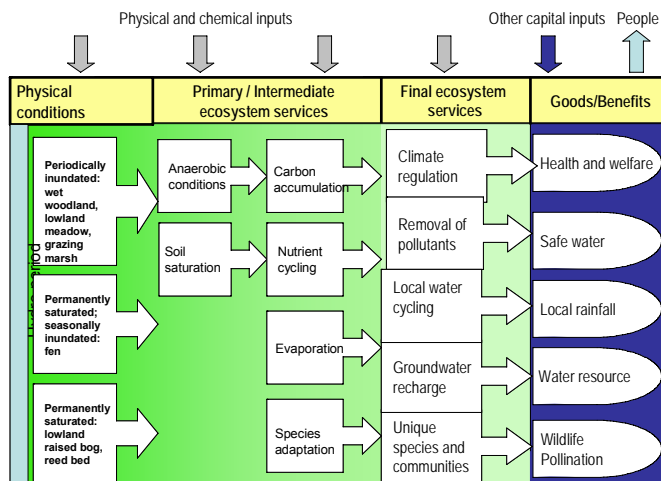 Physical and chemical inputs
Other capital inputs
People
Physical
conditions
Primary / Intermediate
ecosystem services
Final ecosystem
services
Goods/Benefits
Periodically
inundated:
wet
woodland,
lowland
meadow,
grazing
marsh
Anaerobic
conditions
Carbon
accumulation
Climate
regulation
Health and welfare
Soil
saturation
Nutrient
cycling
Removal of
pollutants
Safe water
Permanently
saturated;
seasonally
inundated:
fen
Evaporation
Local water
cycling
Local rainfall
Groundwater
recharge
Water resource
Permanently
saturated:
lowland
raised bog,
reed bed
Species
adaptation
Unique
species and
communities
Wildlife
Pollination